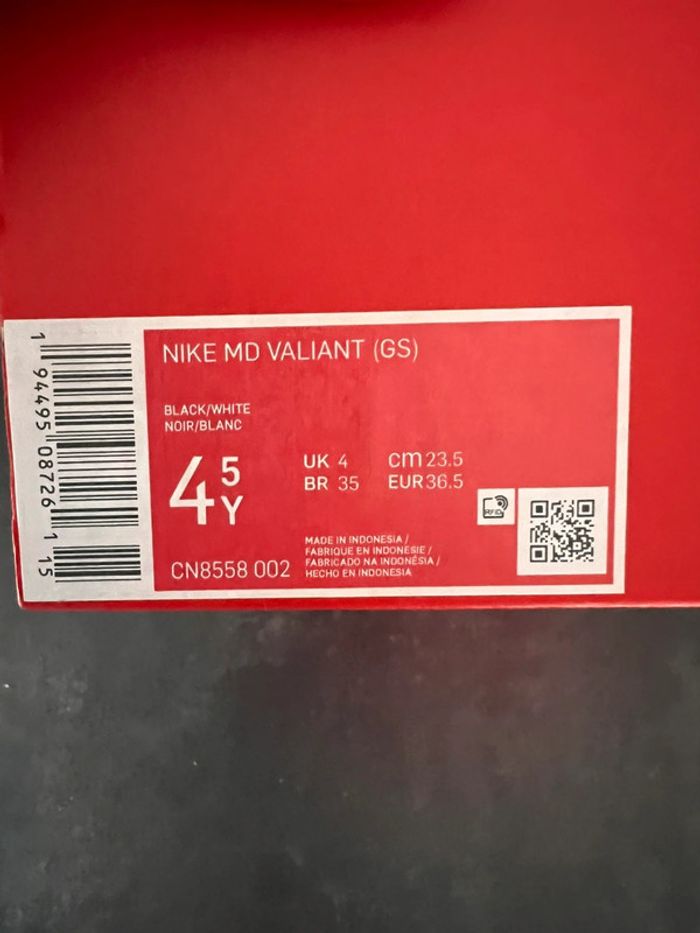 NIKE MD VALIANT (GS)
BLACK/WHITE
NOIR/BLANC
4 5 Y
UK 4 cm 23.5
BR 35 EUR 36.5
RFID
CN8558 002
MADE IN INDONESIA /
FABRIQUE EN INDONESIE /
FABRICADO NA INDONÉSIA /
HECHO EN INDONESIA
1 94495 08726 1 15